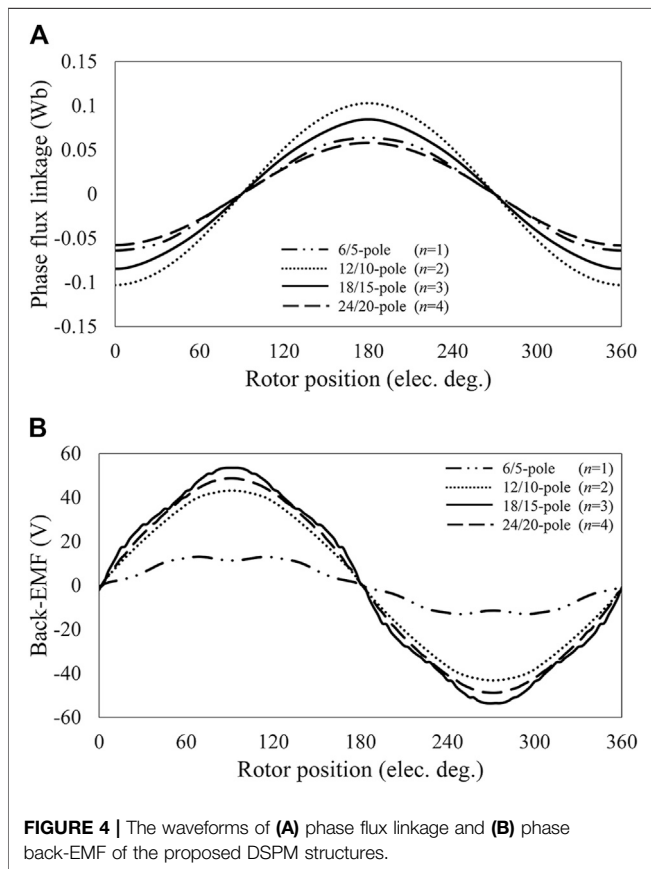 A
Phase flux linkage (Wb)
0.15
0.1
0.05
0
-0.05
-0.1
-0.15
6/5-pole (n=1)
12/10-pole (n=2)
18/15-pole (n=3)
24/20-pole (n=4)
0 60 120 180 240 300 360
Rotor position (elec. deg.)
B
Back-EMF (V)
60
40
20
0
-20
-40
-60
6/5-pole (n=1)
12/10-pole (n=2)
18/15-pole (n=3)
24/20-pole (n=4)
0 60 120 180 240 300 360
Rotor position (elec. deg.)
FIGURE 4 | The waveforms of (A) phase flux linkage and (B) phase
back-EMF of the proposed DSPM structures.